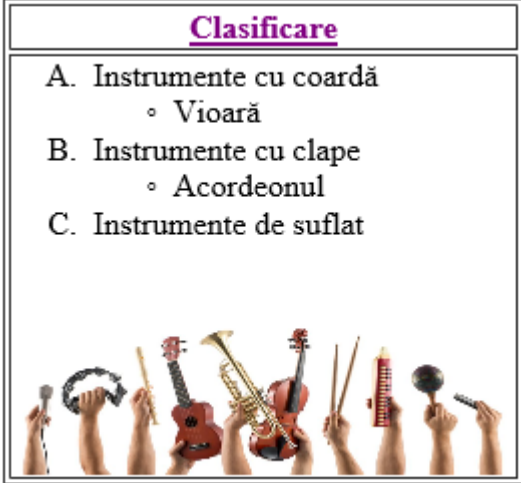 Clasificare
A. Instrumente cu coardă
◦ Vioară
B. Instrumente cu clape
◦ Acordeonul
C. Instrumente de suflat